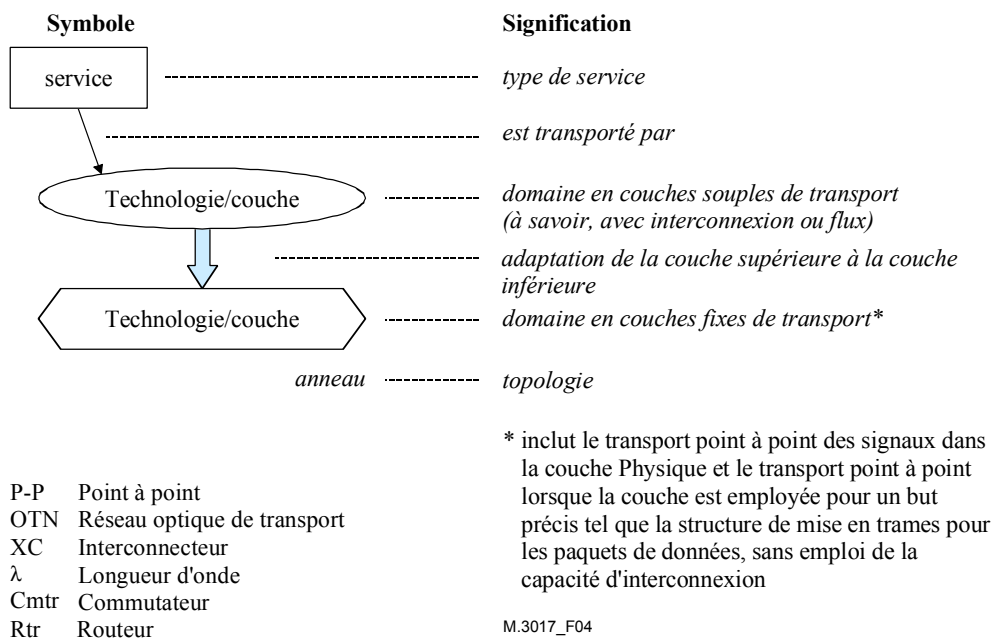 Symbole
Signification
service
type de service
est transporté par
Technologie/couche
domaine en couches souples de transport
(à savoir, avec interconnexion ou flux)
adaptation de la couche supérieure à la couche
inférieure
Technologie/couche
domaine en couches fixes de transport*
anneau
topologie
* inclut le transport point à point des signaux dans
la couche Physique et le transport point à point
lorsque la couche est employée pour un but
précis tel que la structure de mise en trames pour
les paquets de données, sans emploi de la
capacité d'interconnexion
P-P Point à point
OTN Réseau optique de transport
XC Interconnecteur
λ Longueur d'onde
Cmtr Commutateur
Rtr Routeur
M.3017_F04